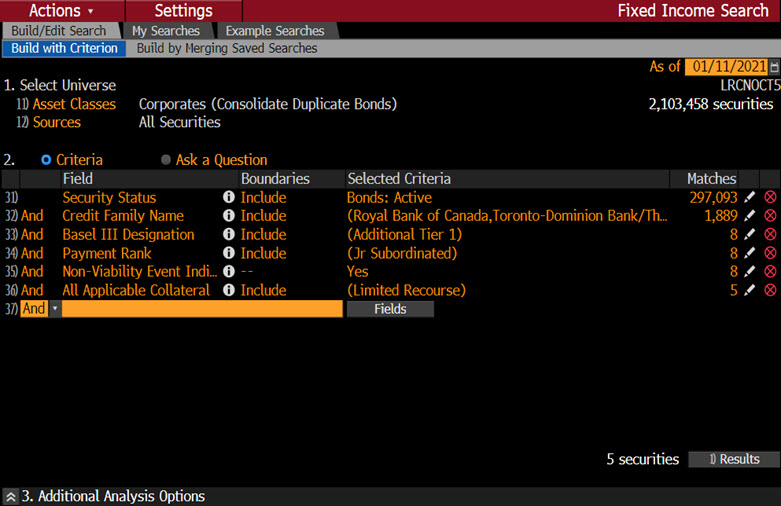 Actions Settings Fixed Income Search
Build/Edit Search My Searches Example Searches
Build with Criterion Build by Merging Saved Searches
As of 01/11/2021
1. Select Universe LRCNOCT5
11) Asset Classes Corporates (Consolidate Duplicate Bonds) 2,103,458 securities
12) Sources All Securities
2. Criteria Ask a Question
Field Boundaries Selected Criteria Matches
31) Security Status Include Bonds: Active 297,093
32) And Credit Family Name Include (Royal Bank of Canada,Toronto-Dominion Bank/Th... 1,889
33) And Basel III Designation Include (Additional Tier 1) 8
34) And Payment Rank Include (Jr Subordinated) 8
35) And Non-Viability Event Indi... -- Yes 8
36) And All Applicable Collateral Include (Limited Recourse) 5
37) And Fields
5 securities 1) Results
3. Additional Analysis Options